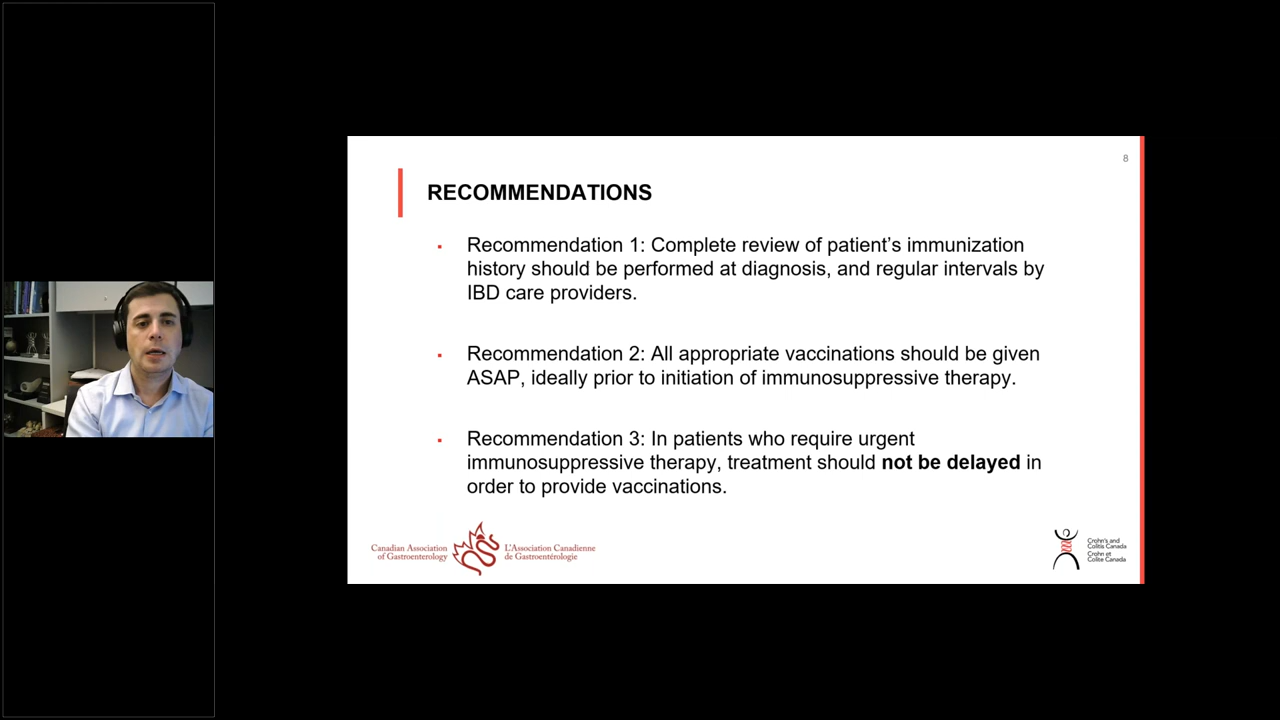 8
RECOMMENDATIONS
▪ Recommendation 1: Complete review of patient’s immunization
history should be performed at diagnosis, and regular intervals by
IBD care providers.
▪ Recommendation 2: All appropriate vaccinations should be given
ASAP, ideally prior to initiation of immunosuppressive therapy.
▪ Recommendation 3: In patients who require urgent
immunosuppressive therapy, treatment should not be delayed in
order to provide vaccinations.
Canadian Association
of Gastroenterology
L'Association Canadienne
de Gastroentérologie
Crohn's and
Colitis Canada
Crohn et
Colite Canada